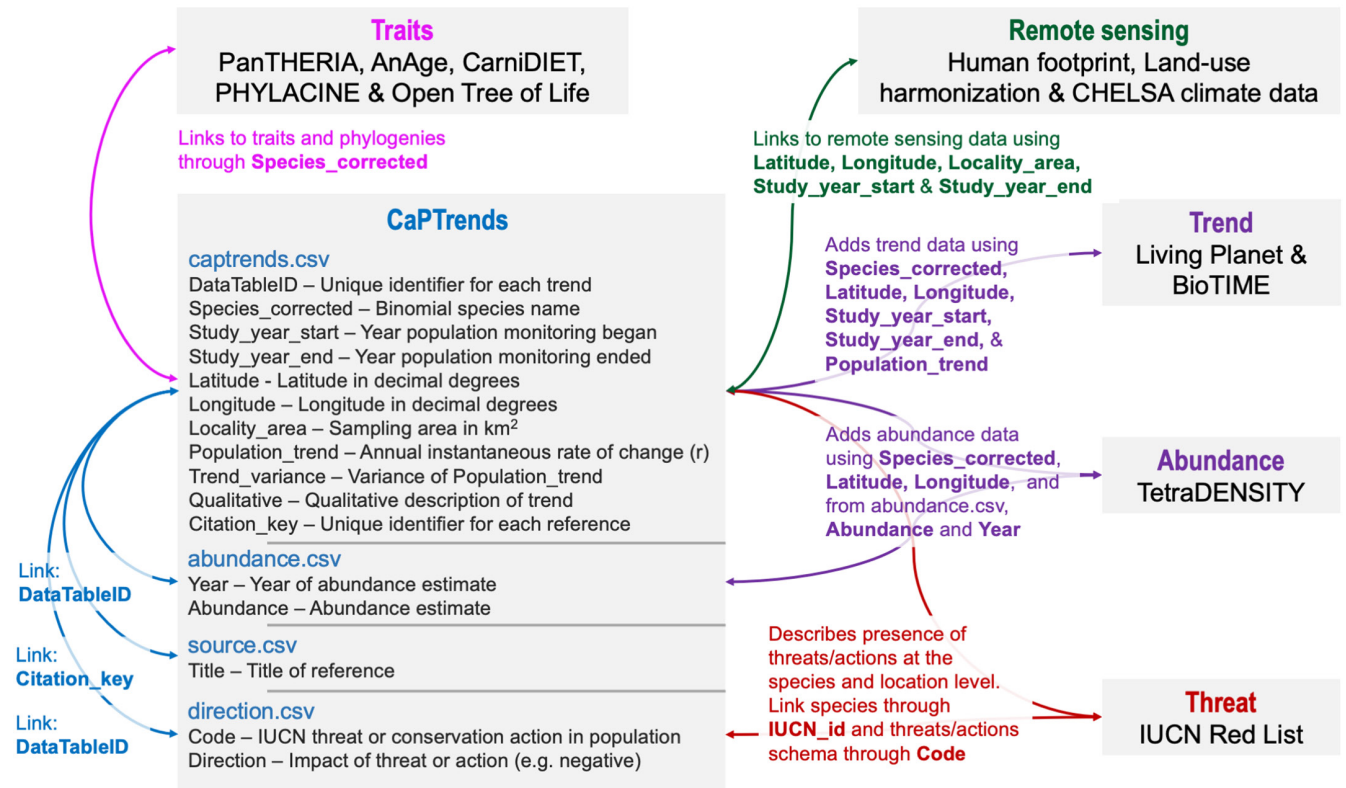 Traits
PanTHERIA, AnAge, CarniDIET,
PHYLACINE & Open Tree of Life
Remote sensing
Human footprint, Land-use
harmonization & CHELSA climate data
Links to traits and phylogenies
through Species_corrected
Links to remote sensing data using
Latitude, Longitude, Locality_area,
Study_year_start & Study_year_end
CaPTrends
captrends.csv
DataTableID – Unique identifier for each trend
Species_corrected – Binomial species name
Study_year_start – Year population monitoring began
Study_year_end – Year population monitoring ended
Latitude - Latitude in decimal degrees
Longitude – Longitude in decimal degrees
Locality_area – Sampling area in km²
Population_trend – Annual instantaneous rate of change (r)
Trend_variance – Variance of Population_trend
Qualitative – Qualitative description of trend
Citation_key – Unique identifier for each reference
abundance.csv
Year – Year of abundance estimate
Abundance – Abundance estimate
source.csv
Title – Title of reference
direction.csv
Code – IUCN threat or conservation action in population
Direction – Impact of threat or action (e.g. negative)
Link:
DataTableID
Link:
Citation_key
Link:
DataTableID
Adds trend data using
Species_corrected,
Latitude, Longitude,
Study_year_start,
Study_year_end, &
Population_trend
Trend
Living Planet &
BioTIME
Adds abundance data
using Species_corrected,
Latitude, Longitude, and
from abundance.csv,
Abundance and Year
Abundance
TetraDENSITY
Describes presence of
threats/actions at the
species and location level.
Link species through
IUCN_id and threats/actions
schema through Code
Threat
IUCN Red List